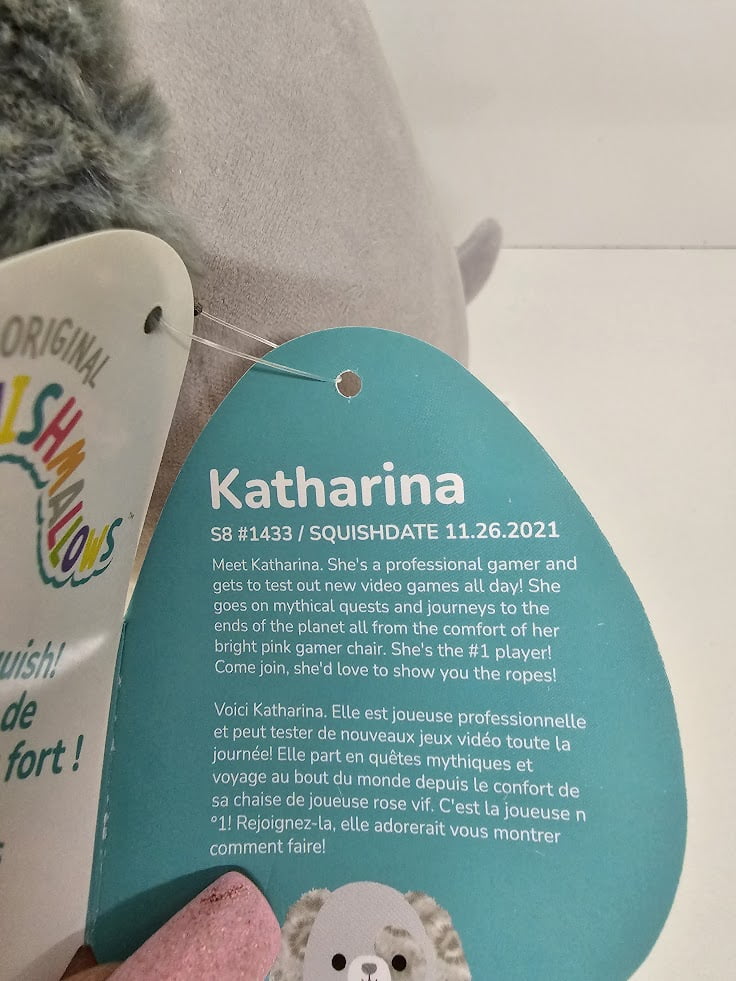 ORIGINAL
ISHMALLOWS
uish!
de
fort !
Katharina
S8 #1433 / SQUISHDATE 11.26.2021
Meet Katharina. She's a professional gamer and
gets to test out new video games all day! She
goes on mythical quests and journeys to the
ends of the planet all from the comfort of her
bright pink gamer chair. She's the #1 player!
Come join, she'd love to show you the ropes!
Voici Katharina. Elle est joueuse professionnelle
et peut tester de nouveaux jeux vidéo toute la
journée! Elle part en quêtes mythiques et
voyage au bout du monde depuis le confort de
sa chaise de joueuse rose vif. C'est la joueuse n
°1! Rejoignez-la, elle adorerait vous montrer
comment faire!